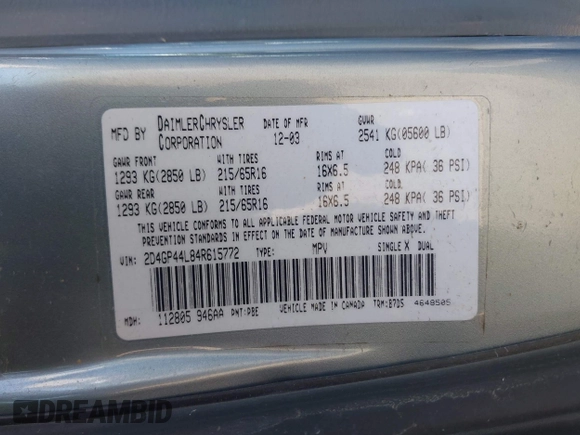 MFD BY DAIMLERCHRYSLER CORPORATION DATE OF MFR 12-03 GVWR 2541 KG(05600 LB)
GAWR FRONT WITH TIRES RIMS AT COLD
1293 KG(2850 LB) 215/65R16 16X6.5 248 KPA( 36 PSI)
GAWR REAR WITH TIRES RIMS AT COLD
1293 KG(2850 LB) 215/65R16 16X6.5 248 KPA( 36 PSI)
THIS VEHICLE CONFORMS TO ALL APPLICABLE FEDERAL MOTOR VEHICLE SAFETY AND THEFT
PREVENTION STANDARDS IN EFFECT ON THE DATE OF MANUFACTURE SHOWN ABOVE.
VIN: 2D4GP44L84R615772 TYPE: MPV SINGLE X DUAL
MDH: 112805 946AA PNT:PBE VEHICLE MADE IN CANADA TRM:B7D5 4648505
DREAMBID